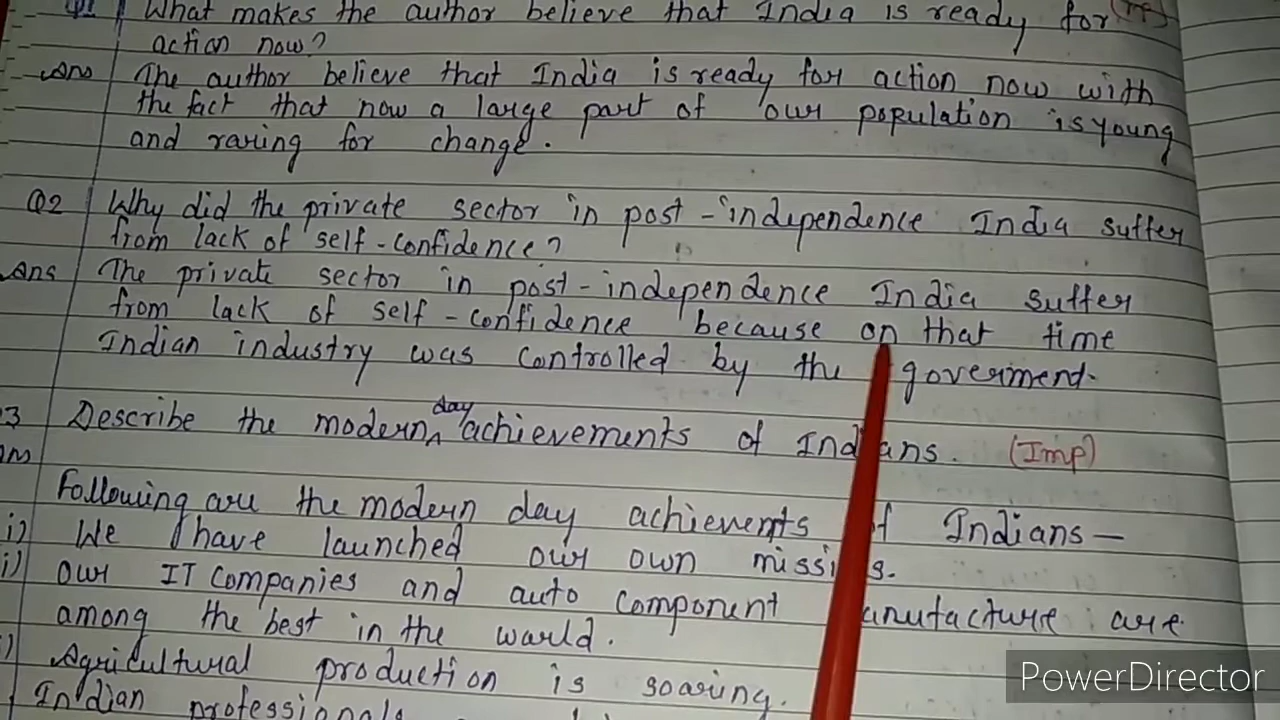 Q1 What makes the author believe that India is ready for
action now?
Ans The author believe that India is ready for action now with
the fact that now a large part of our population is young
and raring for change.
Q2 Why did the private sector in post-independence India suffer
from lack of self-confidence?
Ans The private sector in post-independence India suffer
from lack of self-confidence because on that time
Indian industry was controlled by the goverment.
3 Describe the modern day achievements of Indians. (Imp)
Following are the modern day achievemts of Indians—
i) We have launched our own
i) our IT companies and auto component are
among the best in the world.
i) Agricultural production is soaring.
Indian professionals
PowerDirector